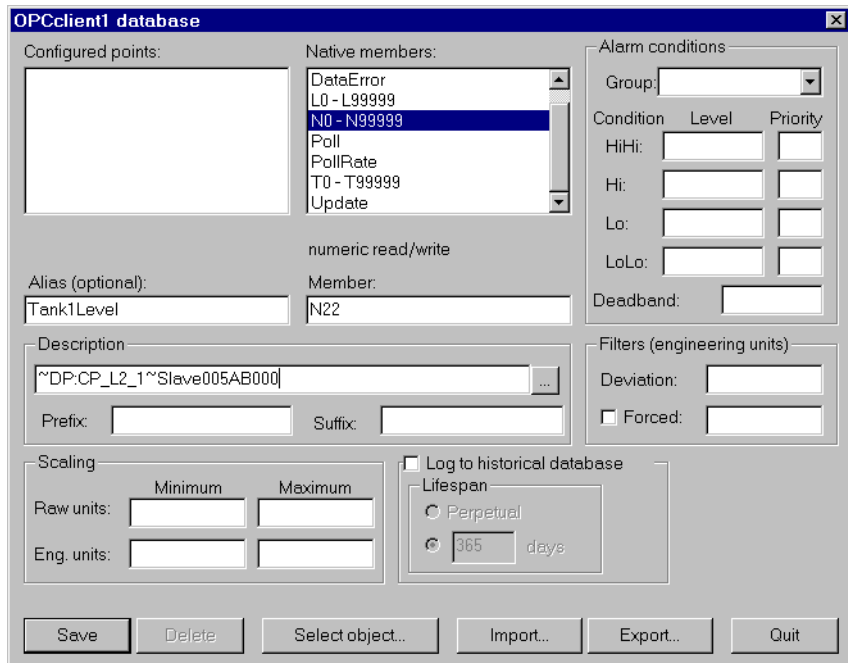 OPCclient1 database
Configured points:
Native members:
DataError
L0 - L99999
N0 - N99999
Poll
PollRate
T0 - T99999
Update
numeric read/write
Alias (optional):
Tank1Level
Member:
N22
Alarm conditions
Group:
Condition Level Priority
HiHi:
Hi:
Lo:
LoLo:
Deadband:
Description
~DP:CP_L2_1~Slave005AB000
...
Prefix:
Suffix:
Filters (engineering units)
Deviation:
Forced:
Scaling
Minimum Maximum
Raw units:
Eng. units:
Log to historical database
Lifespan
Perpetual
365 days
Save Delete Select object... Import... Export... Quit